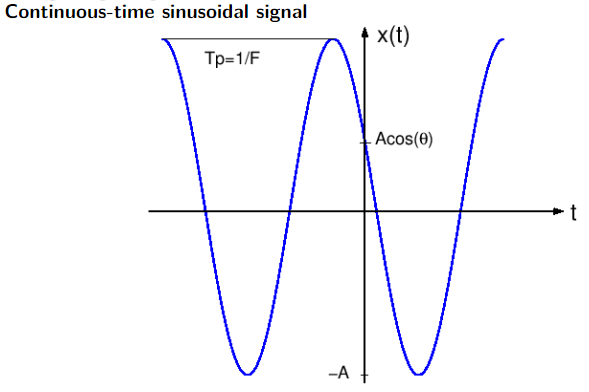 Continuous-time sinusoidal signal
x(t)
Tp=1/F
Acos(θ)
t
–A